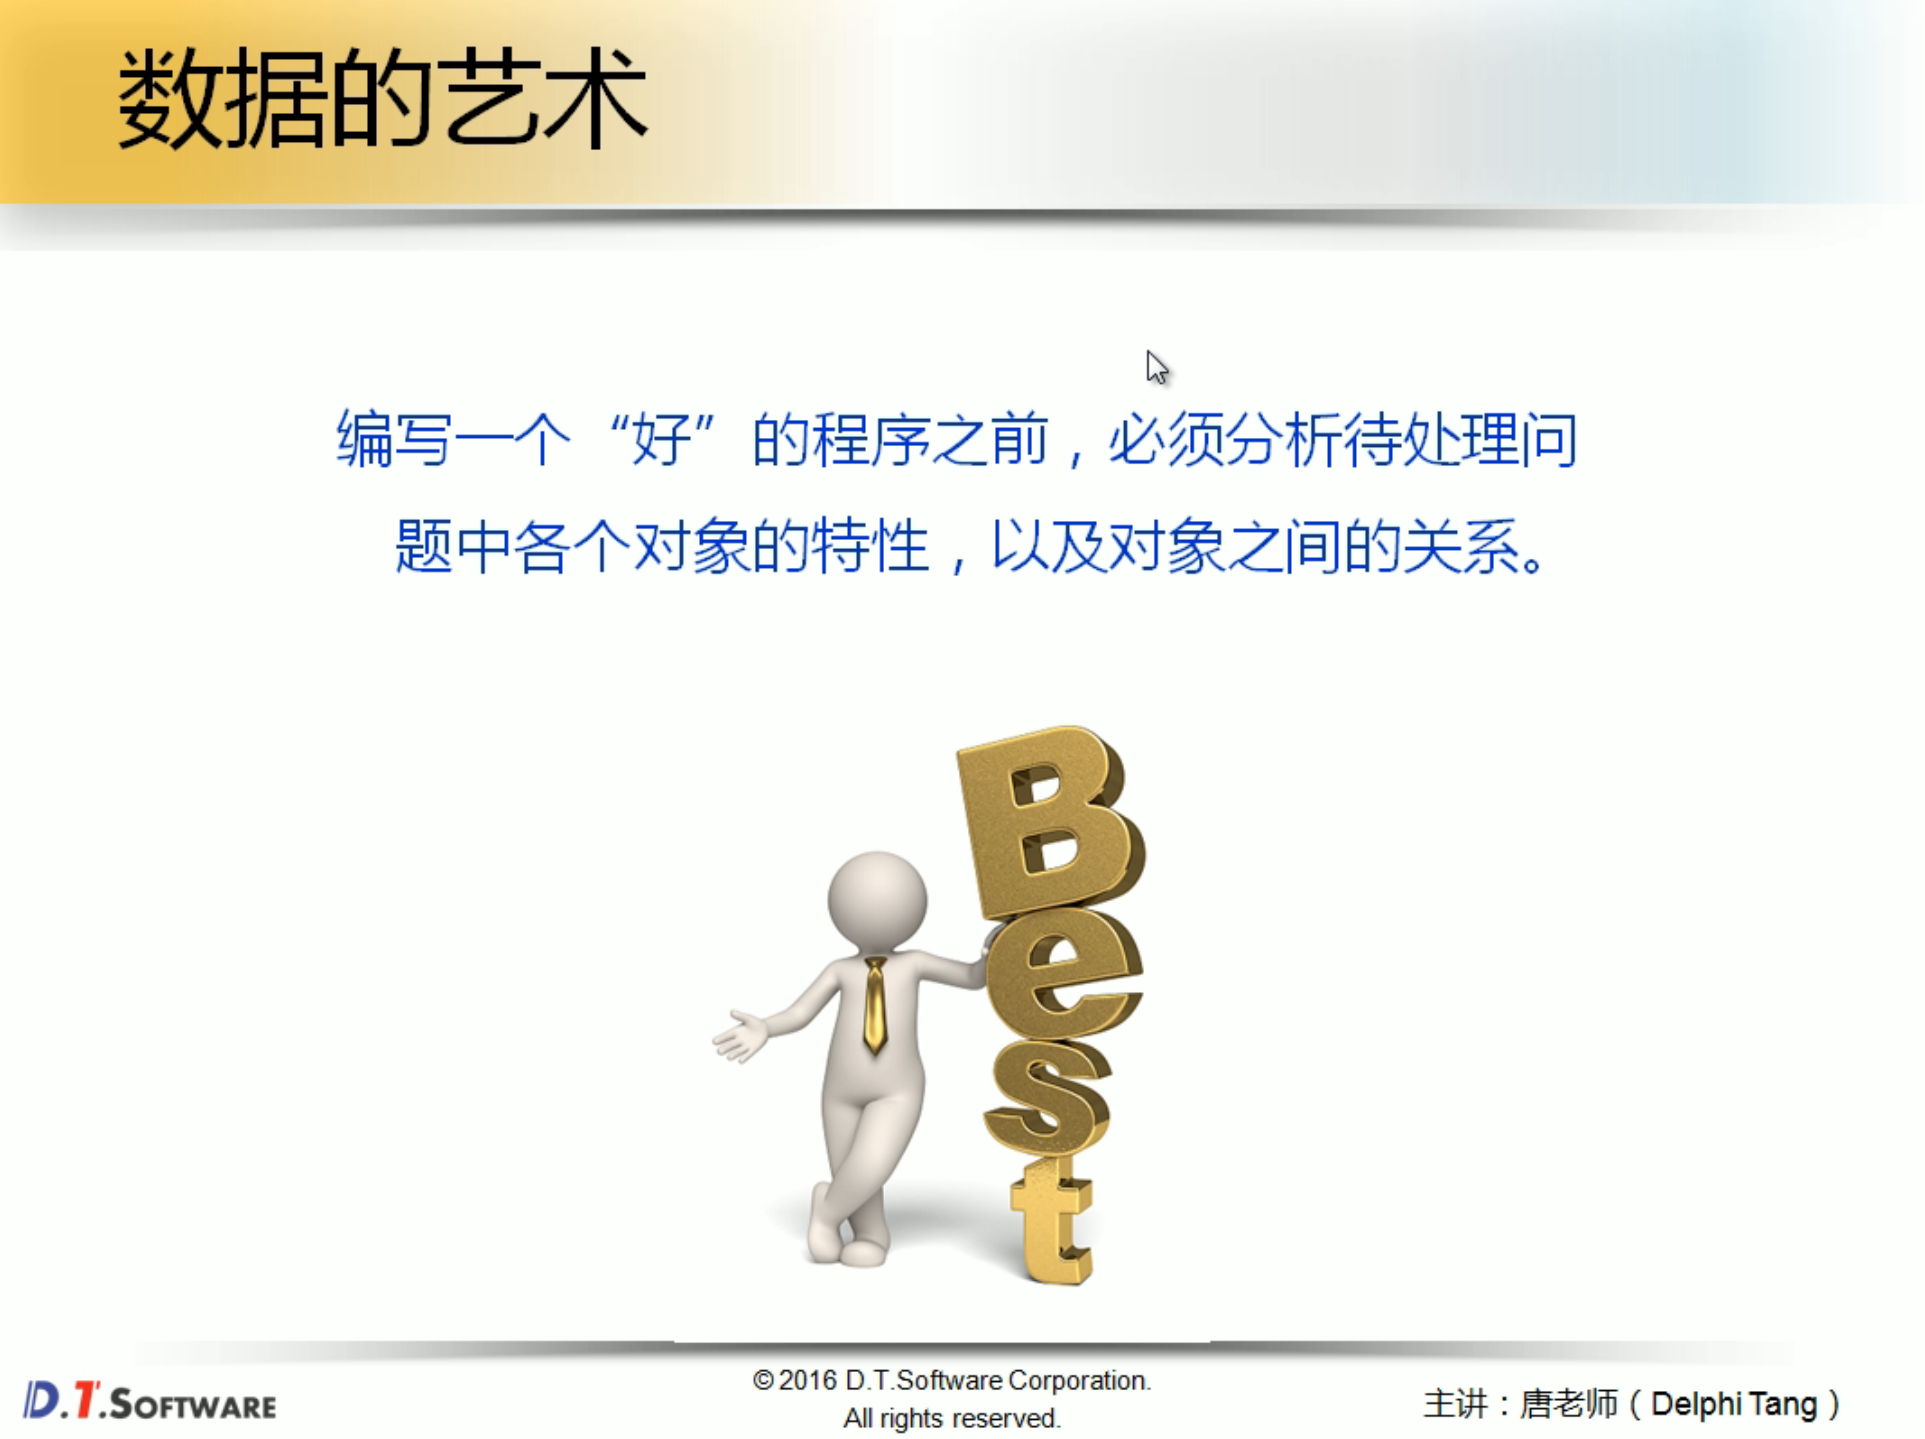 数据的艺术
编写一个“好”的程序之前，必须分析待处理问
题中各个对象的特性，以及对象之间的关系。
Best
D.T.SOFTWARE
© 2016 D.T.Software Corporation.
All rights reserved.
主讲：唐老师（Delphi Tang）